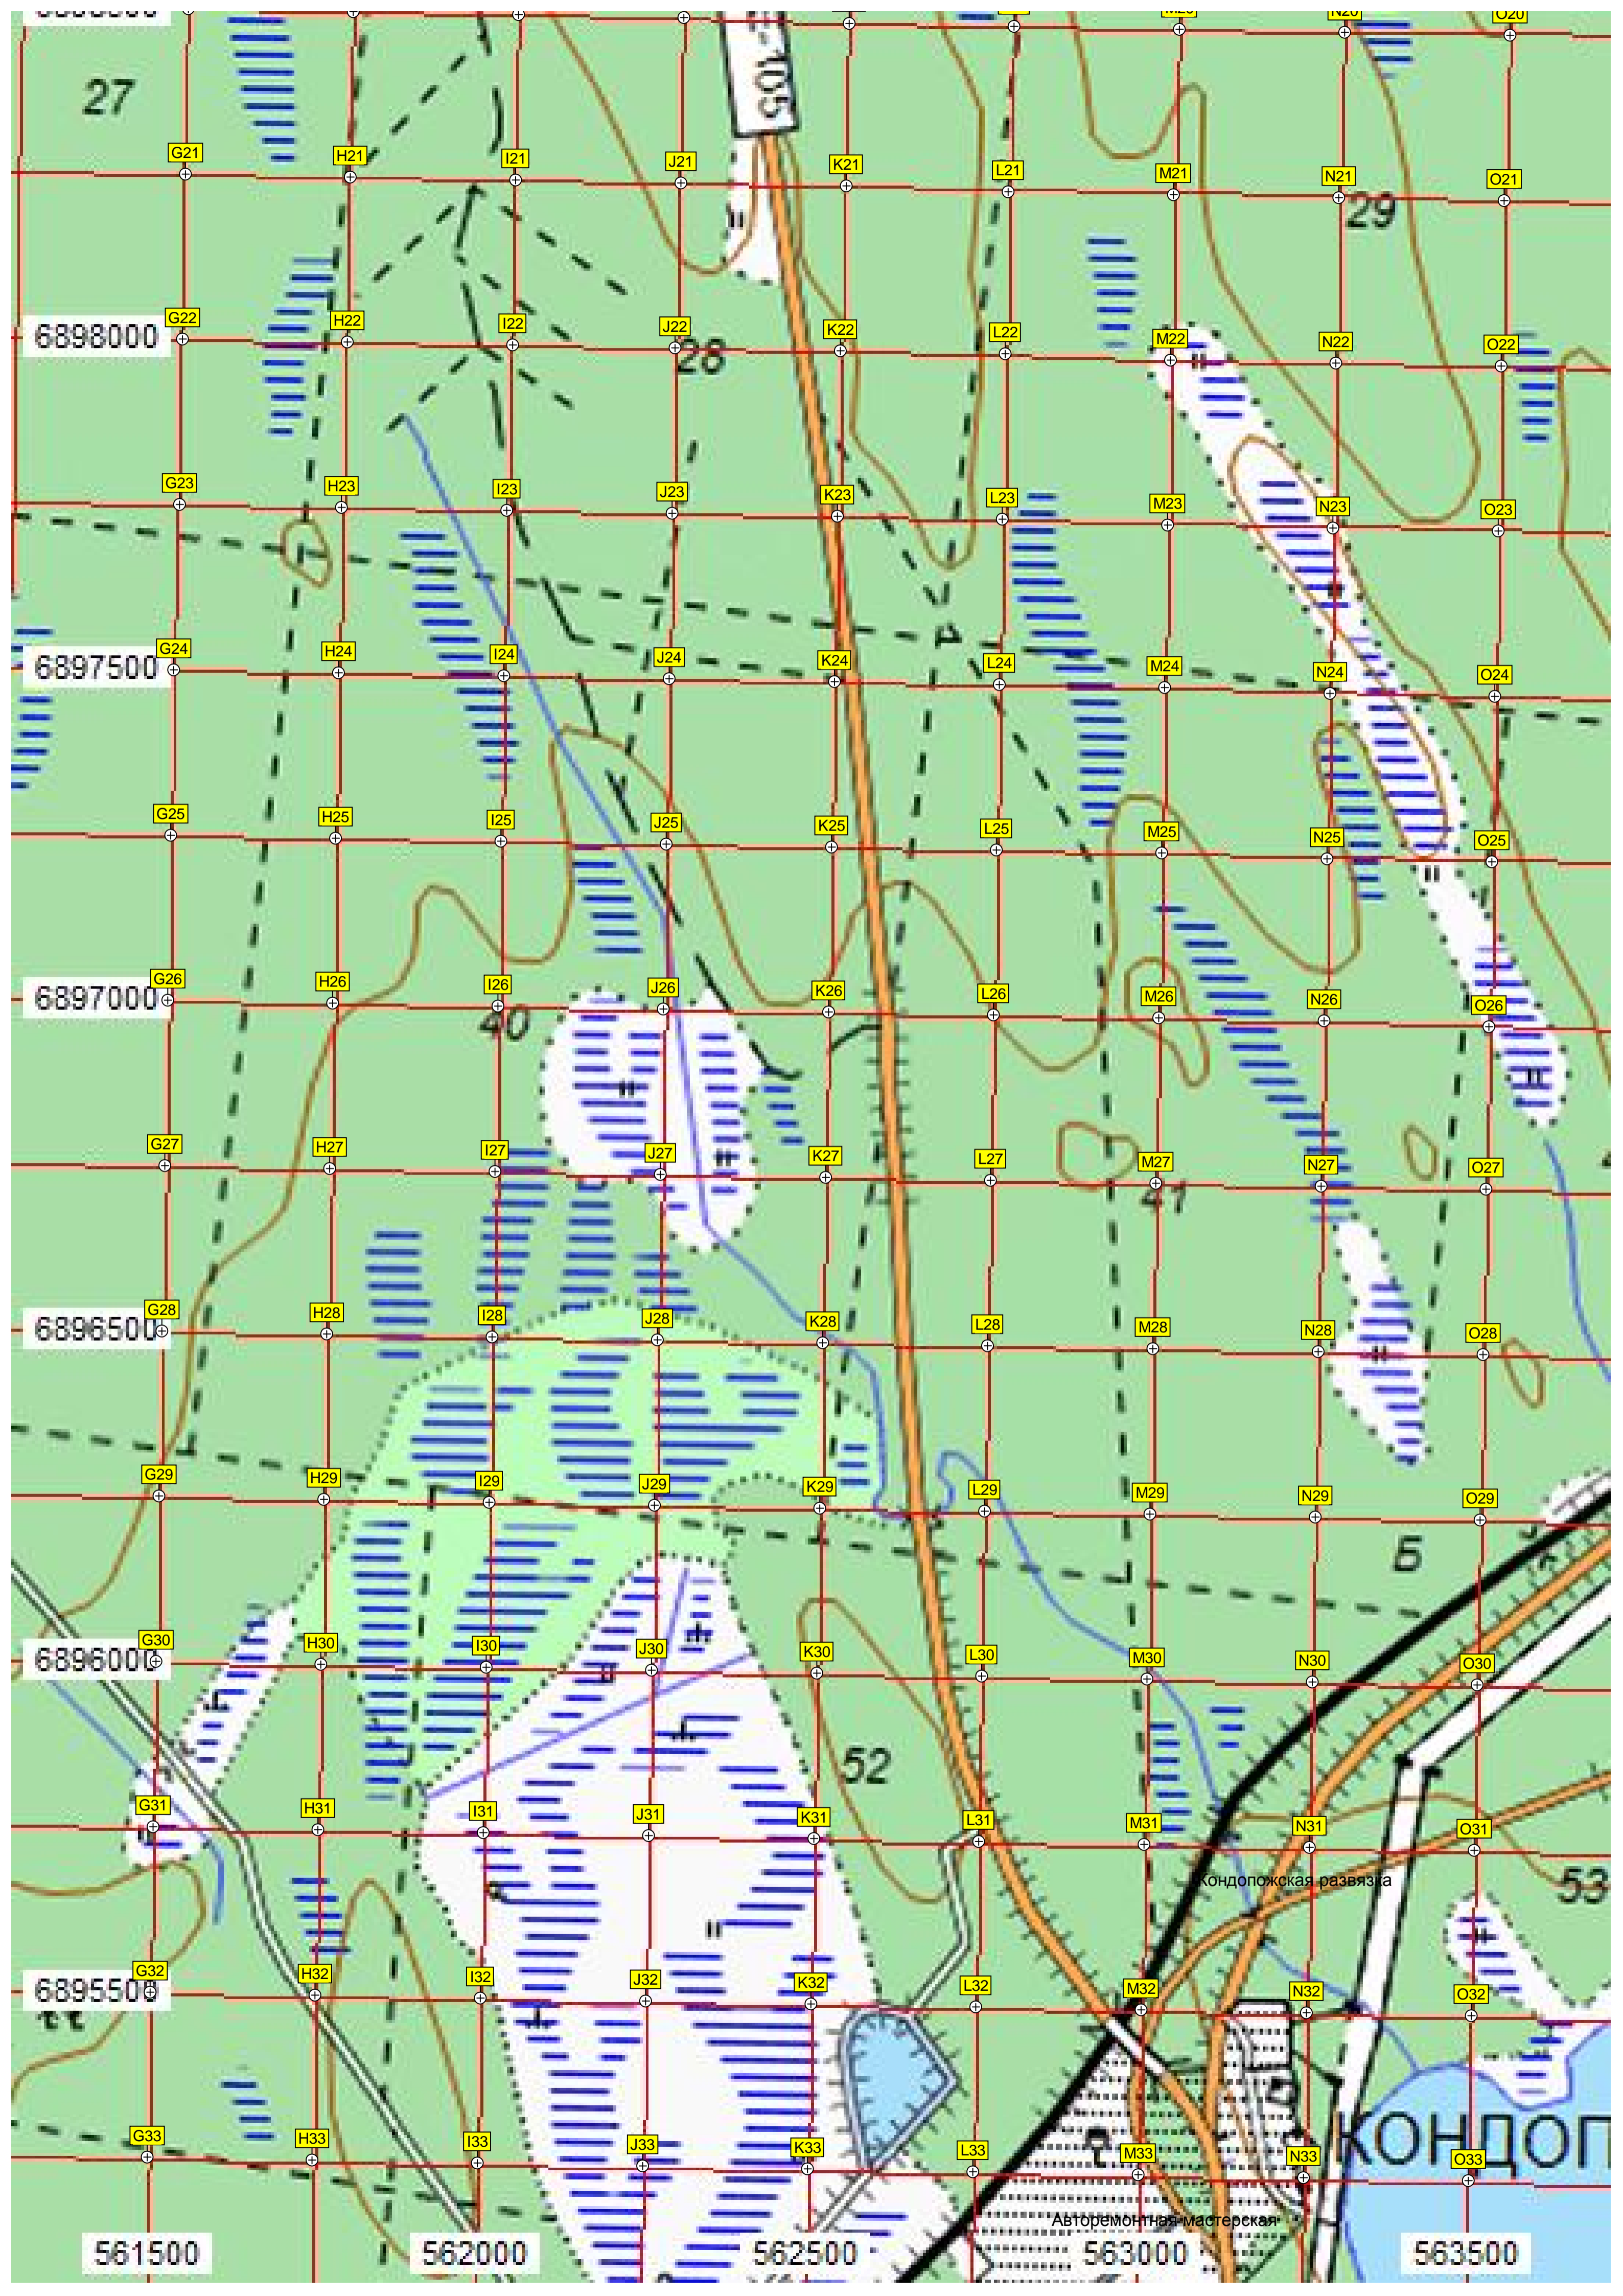 27
105
G21 H21 I21 J21 K21 L21 M21 N21 O21
29
6898000 G22 H22 I22 J22 K22 L22 M22 N22 O22
28
G23 H23 I23 J23 K23 L23 M23 N23 O23
6897500 G24 H24 I24 J24 K24 L24 M24 N24 O24
G25 H25 I25 J25 K25 L25 M25 N25 O25
6897000 G26 H26 I26 J26 K26 L26 M26 N26 O26
40
G27 H27 I27 J27 K27 L27 M27 N27 O27
41
6896500 G28 H28 I28 J28 K28 L28 M28 N28 O28
G29 H29 I29 J29 K29 L29 M29 N29 O29
Б
6896000 G30 H30 I30 J30 K30 L30 M30 N30 O30
52
G31 H31 I31 J31 K31 L31 M31 N31 O31
Кондопожская развязка
53
6895500 G32 H32 I32 J32 K32 L32 M32 N32 O32
КОНДОП
G33 H33 I33 J33 K33 L33 M33 N33 O33
Авторемонтная мастерская
561500 562000 562500 563000 563500